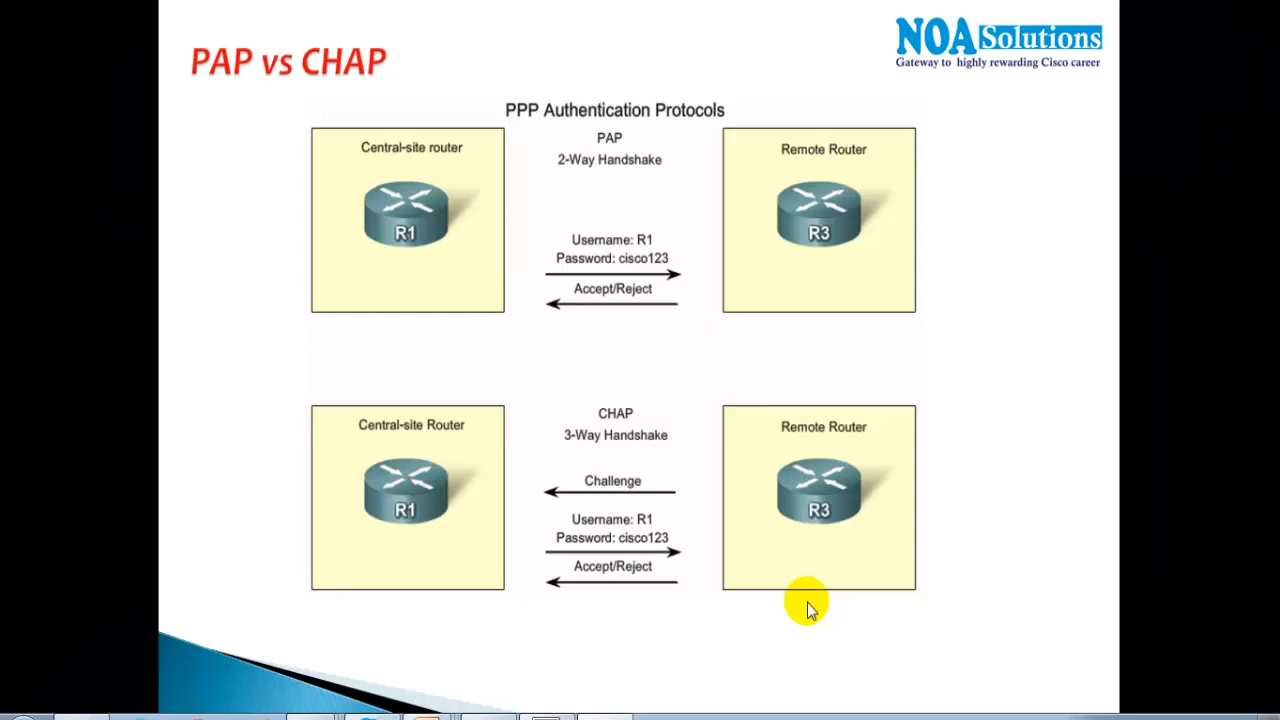 PAP vs CHAP
NOA Solutions
Gateway to highly rewarding Cisco career
PPP Authentication Protocols
Central-site router
PAP
2-Way Handshake
Remote Router
R1
R3
Username: R1
Password: cisco123
Accept/Reject
Central-site Router
CHAP
3-Way Handshake
Remote Router
R1
R3
Challenge
Username: R1
Password: cisco123
Accept/Reject